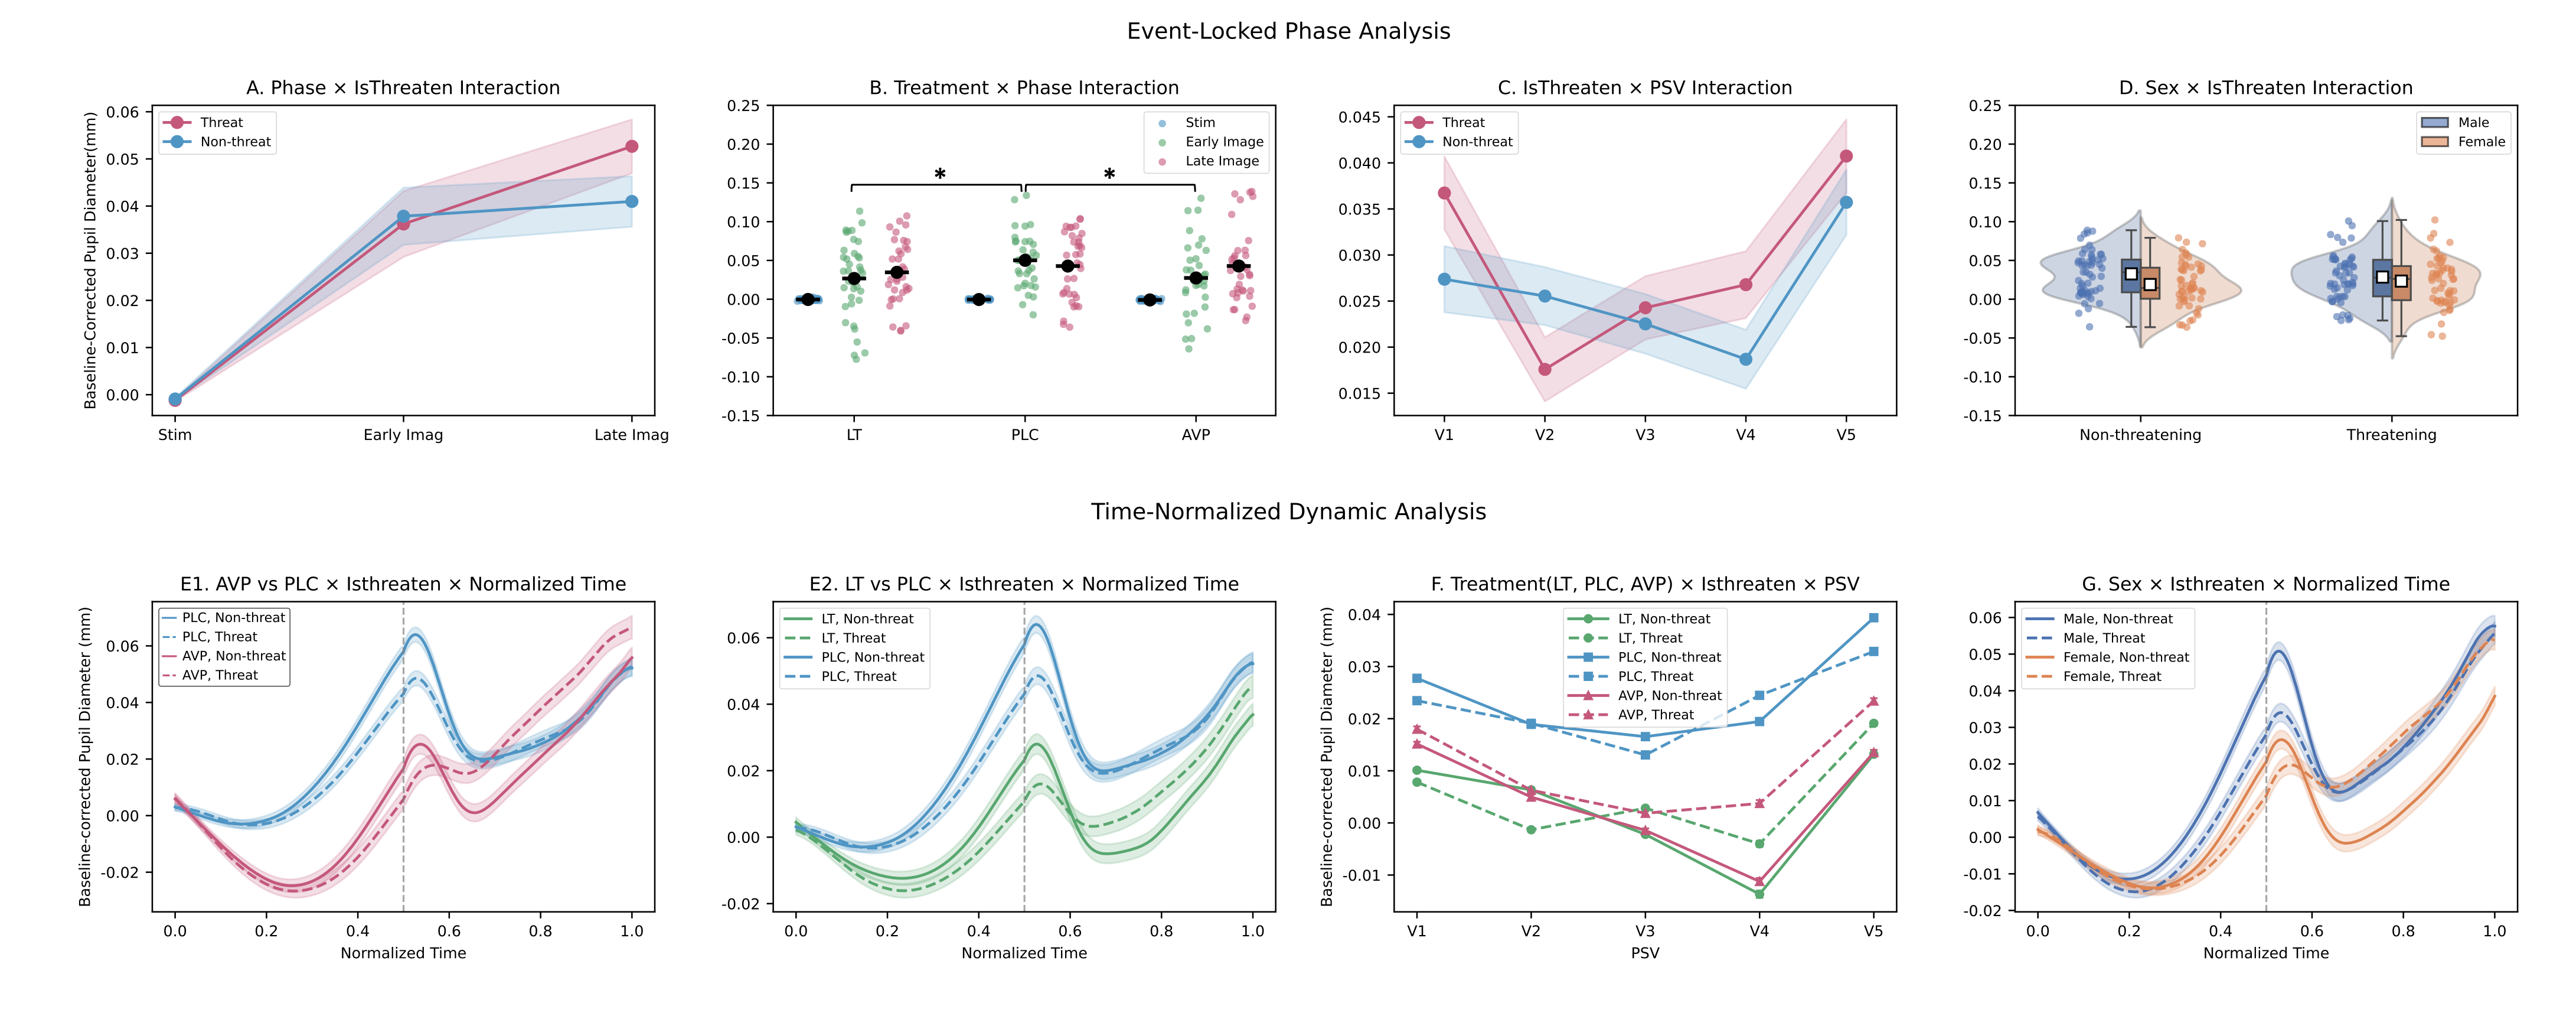 Event-Locked Phase Analysis
A. Phase × IsThreaten Interaction
Baseline-Corrected Pupil Diameter(mm)
0.06
0.05
0.04
0.03
0.02
0.01
0.00
Threat
Non-threat
Stim
Early Imag
Late Imag
B. Treatment × Phase Interaction
0.25
0.20
0.15
0.10
0.05
0.00
-0.05
-0.10
-0.15
Stim
Early Image
Late Image
*
*
LT
PLC
AVP
C. IsThreaten × PSV Interaction
0.045
0.040
0.035
0.030
0.025
0.020
0.015
Threat
Non-threat
V1
V2
V3
V4
V5
D. Sex × IsThreaten Interaction
0.25
0.20
0.15
0.10
0.05
0.00
-0.05
-0.10
-0.15
Male
Female
Non-threatening
Threatening
Time-Normalized Dynamic Analysis
E1. AVP vs PLC × Isthreaten × Normalized Time
Baseline-corrected Pupil Diameter (mm)
0.06
0.04
0.02
0.00
-0.02
PLC, Non-threat
PLC, Threat
AVP, Non-threat
AVP, Threat
0.0
0.2
0.4
0.6
0.8
1.0
Normalized Time
E2. LT vs PLC × Isthreaten × Normalized Time
0.06
0.04
0.02
0.00
-0.02
LT, Non-threat
LT, Threat
PLC, Non-threat
PLC, Threat
0.0
0.2
0.4
0.6
0.8
1.0
Normalized Time
F. Treatment(LT, PLC, AVP) × Isthreaten × PSV
Baseline-corrected Pupil Diameter (mm)
0.04
0.03
0.02
0.01
0.00
-0.01
LT, Non-threat
LT, Threat
PLC, Non-threat
PLC, Threat
AVP, Non-threat
AVP, Threat
V1
V2
V3
V4
V5
PSV
G. Sex × Isthreaten × Normalized Time
0.06
0.05
0.04
0.03
0.02
0.01
0.00
-0.01
-0.02
Male, Non-threat
Male, Threat
Female, Non-threat
Female, Threat
0.0
0.2
0.4
0.6
0.8
1.0
Normalized Time